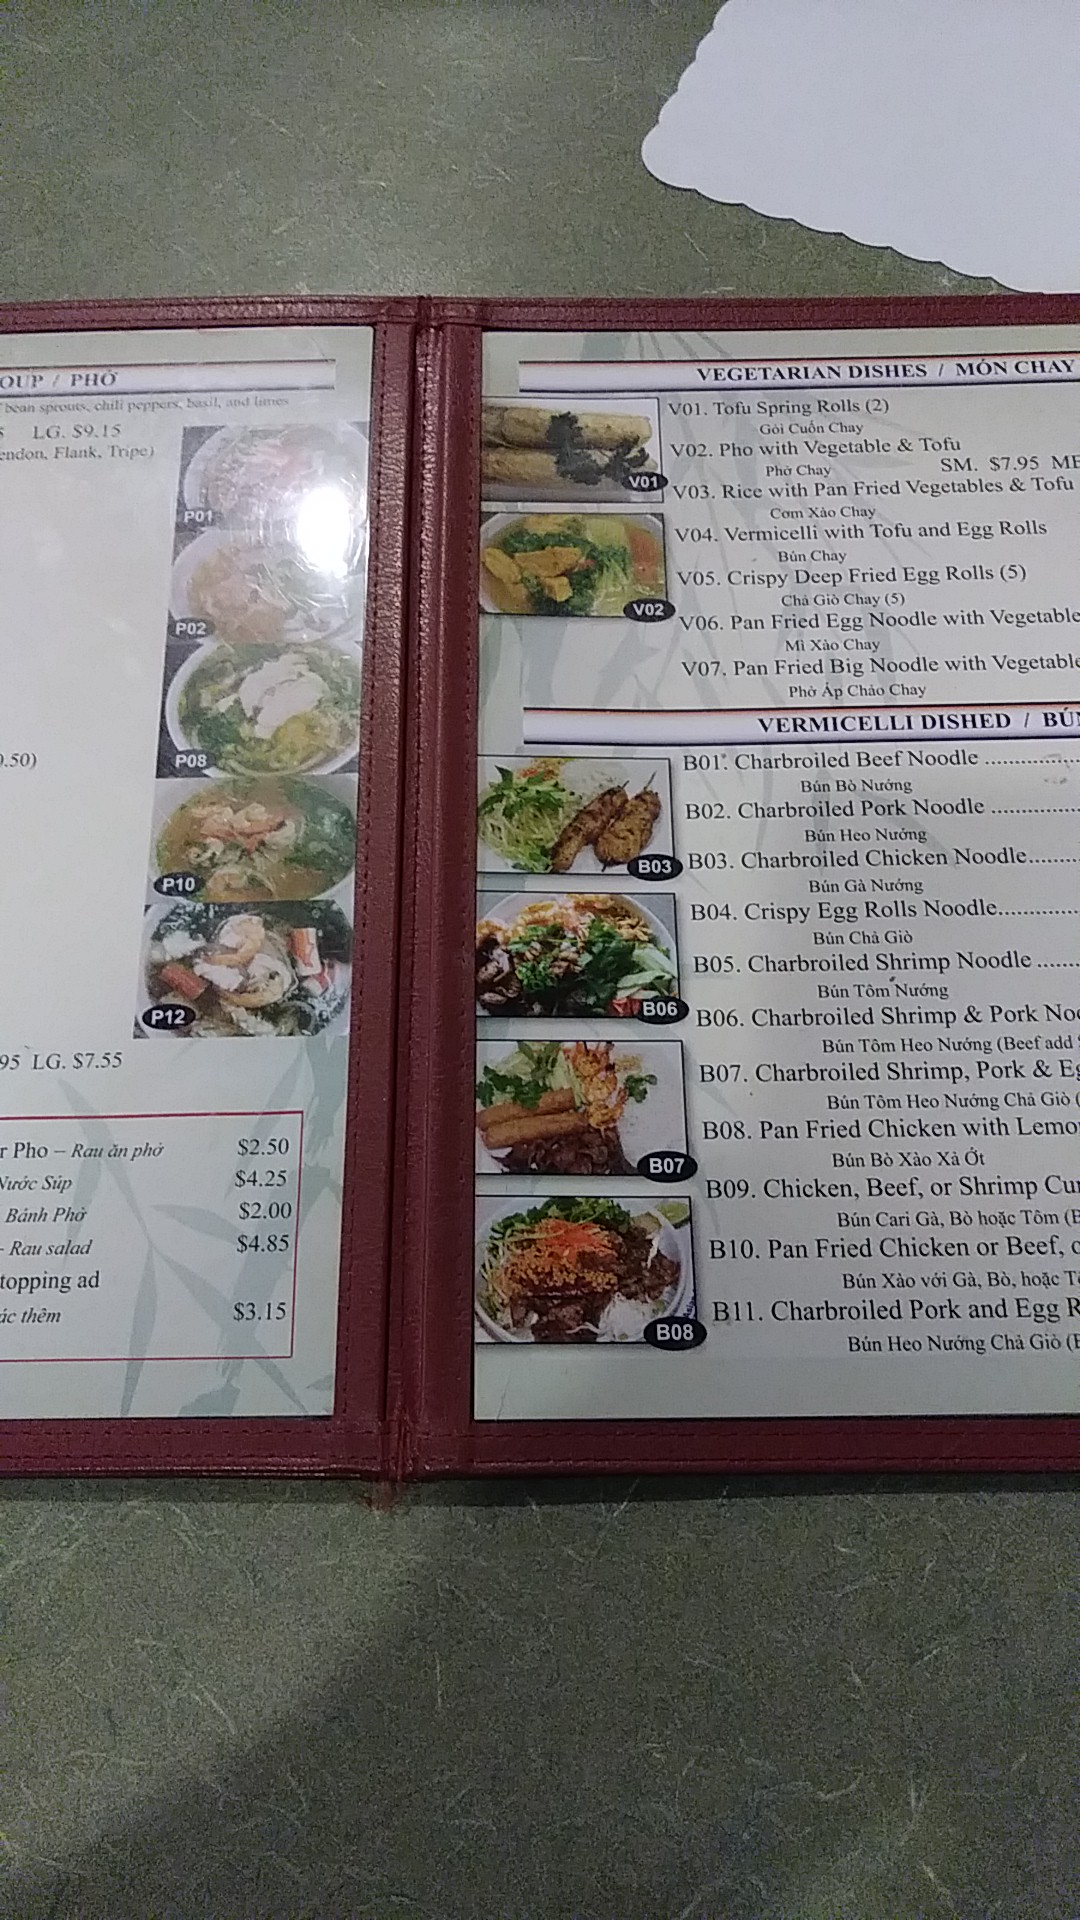 OUP / PHỞ
bean sprouts, chili peppers, basil, and limes
LG. $9.15
endon, Flank, Tripe)
P01
P02
P08
.50)
P10
P12
95 LG. $7.55
r Pho – Rau ăn phở $2.50
Nước Súp $4.25
Bánh Phở $2.00
- Rau salad $4.85
topping ad
ác thêm $3.15
VEGETARIAN DISHES / MÓN CHAY
V01. Tofu Spring Rolls (2)
Gỏi Cuốn Chay
V01
V02. Pho with Vegetable & Tofu
Phở Chay SM. $7.95 ME
V03. Rice with Pan Fried Vegetables & Tofu
Cơm Xào Chay
V04. Vermicelli with Tofu and Egg Rolls
Bún Chay
V05. Crispy Deep Fried Egg Rolls (5)
Chả Giò Chay (5)
V02
V06. Pan Fried Egg Noodle with Vegetable
Mì Xào Chay
V07. Pan Fried Big Noodle with Vegetable
Phở Áp Chảo Chay
VERMICELLI DISHED / BÚN
B01. Charbroiled Beef Noodle ..............
Bún Bò Nướng
B02. Charbroiled Pork Noodle .............
Bún Heo Nướng
B03. Charbroiled Chicken Noodle.......
B03
Bún Gà Nướng
B04. Crispy Egg Rolls Noodle............
Bún Chả Giò
B05. Charbroiled Shrimp Noodle ......
Bún Tôm Nướng
B06
B06. Charbroiled Shrimp & Pork Noo
Bún Tôm Heo Nướng (Beef add
B07. Charbroiled Shrimp, Pork & Eg
Bún Tôm Heo Nướng Chả Giò (
B08. Pan Fried Chicken with Lemo
B07
Bún Bò Xào Xả Ớt
B09. Chicken, Beef, or Shrimp Cur
Bún Cari Gà, Bò hoặc Tôm (B
B10. Pan Fried Chicken or Beef, o
Bún Xào với Gà, Bò, hoặc Tô
B11. Charbroiled Pork and Egg R
B08
Bún Heo Nướng Chả Giò (B